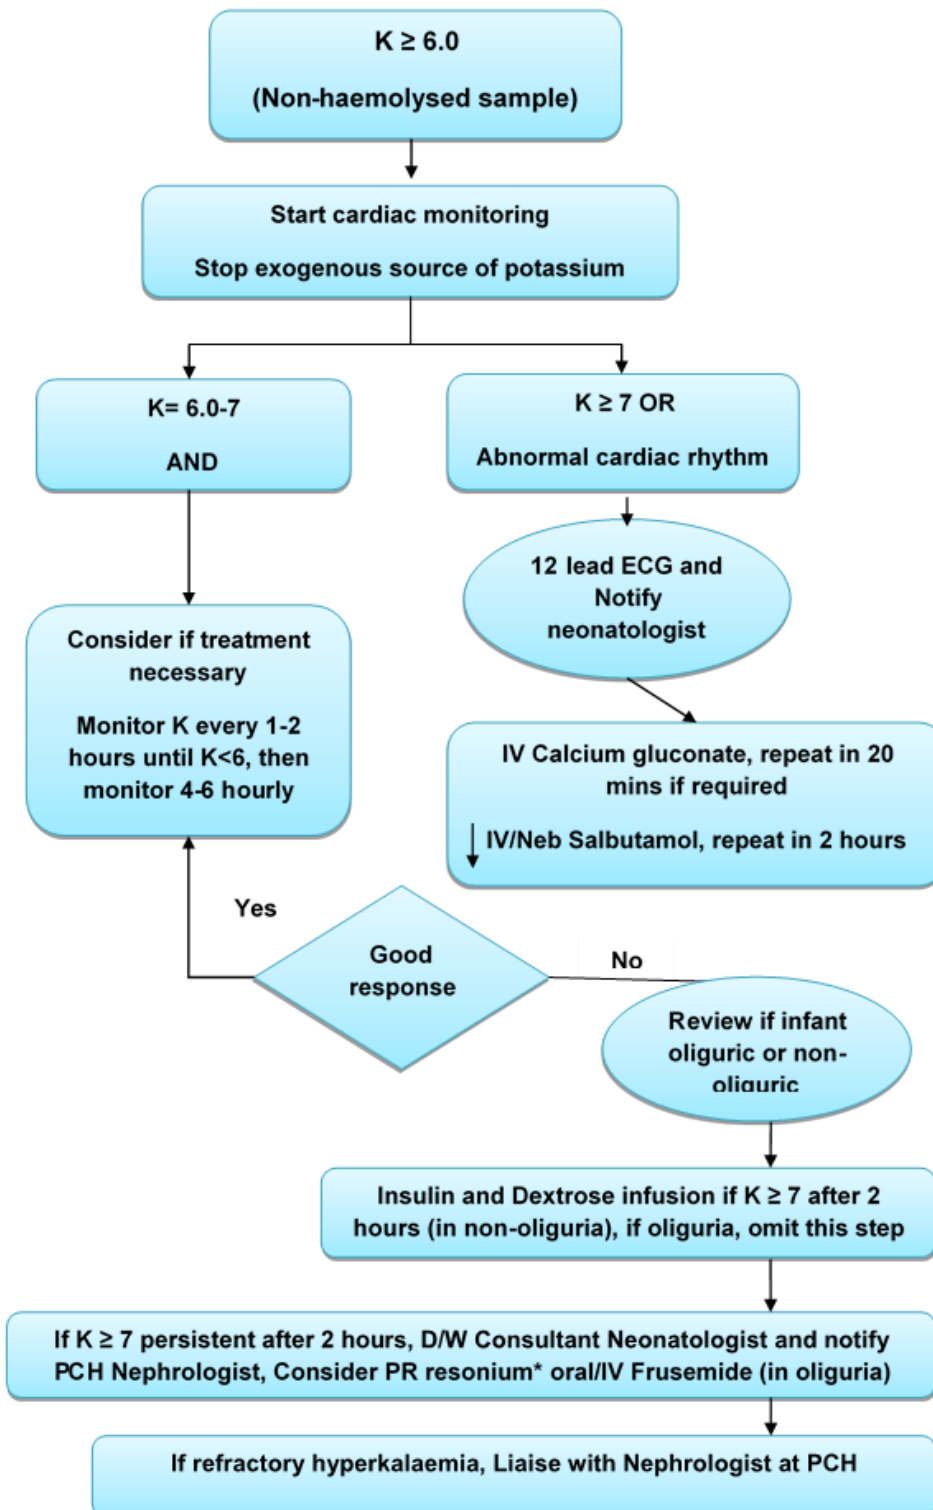 K ≥ 6.0
(Non-haemolysed sample)
Start cardiac monitoring
Stop exogenous source of potassium
K= 6.0-7
AND
K ≥ 7 OR
Abnormal cardiac rhythm
12 lead ECG and
Notify
neonatologist
Consider if treatment
necessary
Monitor K every 1-2
hours until K<6, then
monitor 4-6 hourly
IV Calcium gluconate, repeat in 20
mins if required
IV/Neb Salbutamol, repeat in 2 hours
Yes
Good
response
No
Review if infant
oliguric or non-
oliguric
Insulin and Dextrose infusion if K ≥ 7 after 2
hours (in non-oliguria), if oliguria, omit this step
If K ≥ 7 persistent after 2 hours, D/W Consultant Neonatologist and notify
PCH Nephrologist, Consider PR resonium* oral/IV Frusemide (in oliguria)
If refractory hyperkalaemia, Liaise with Nephrologist at PCH